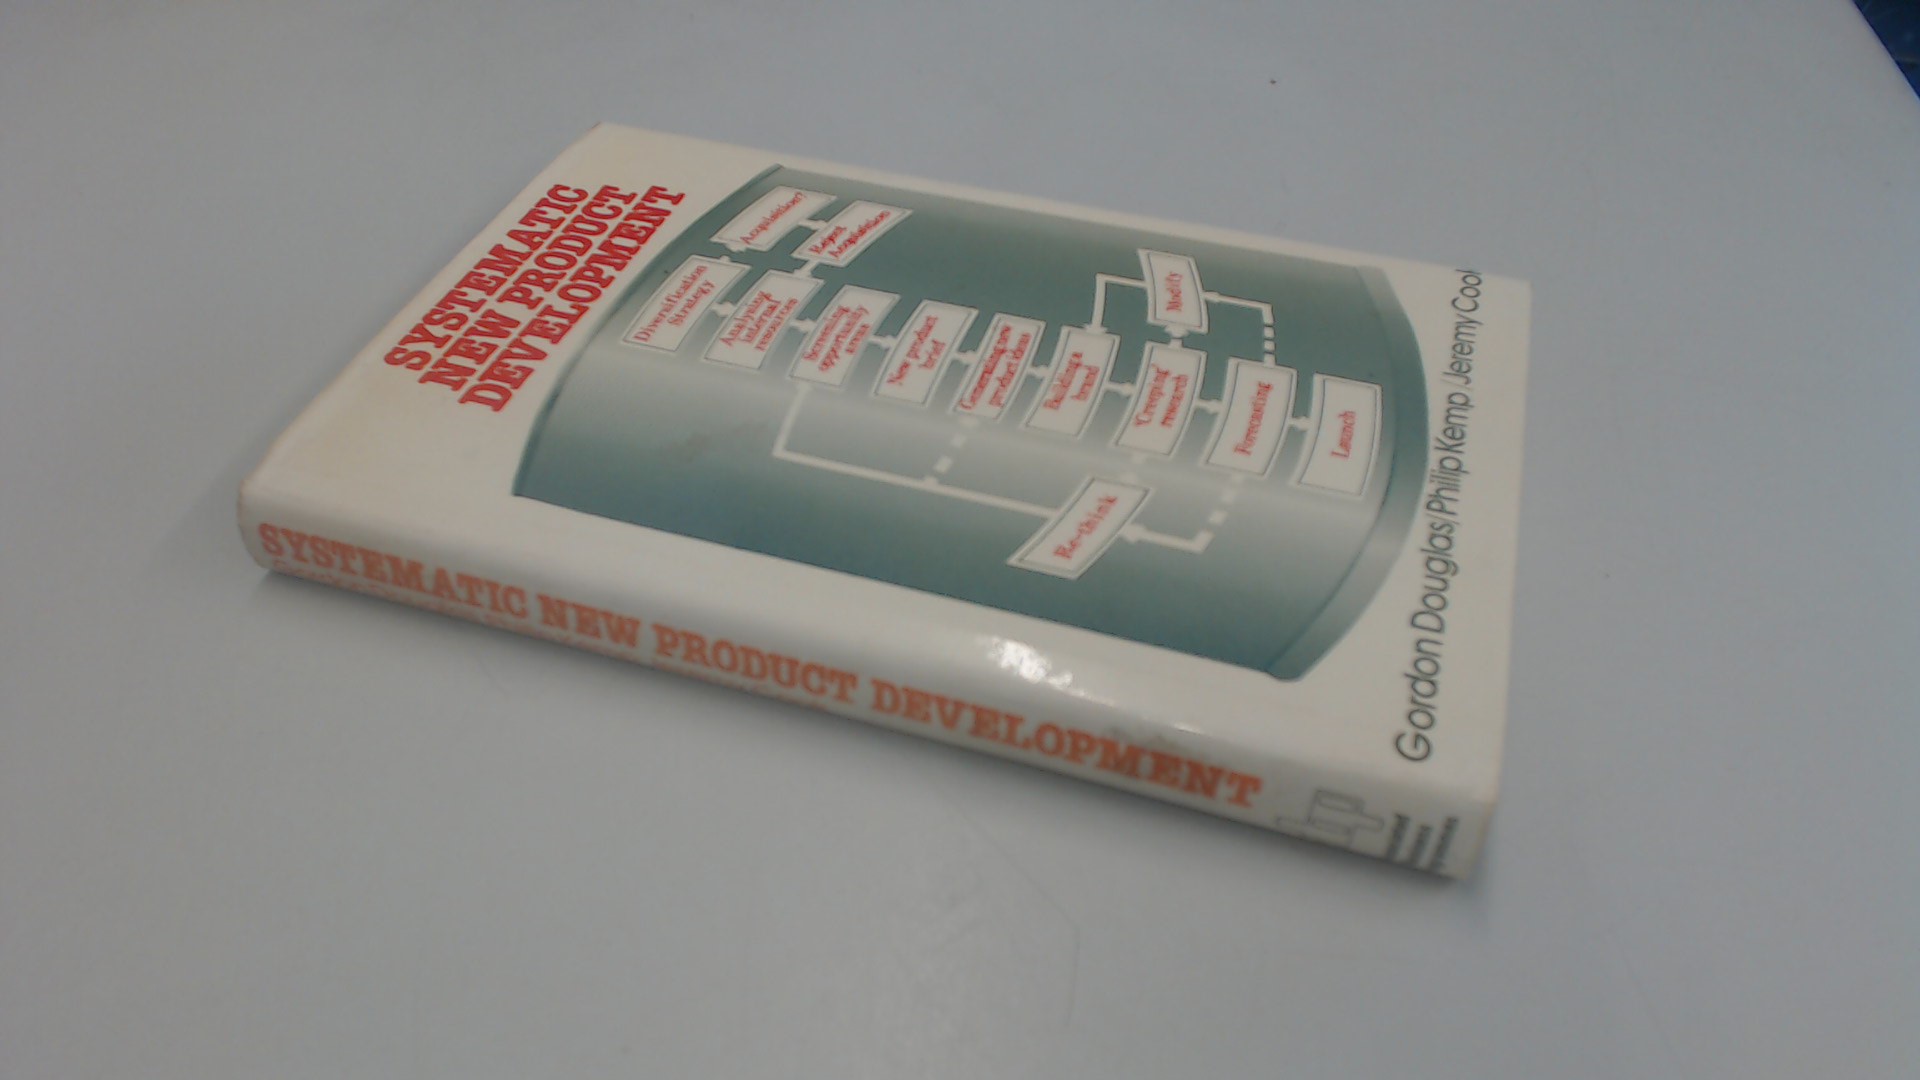 SYSTEMATIC
NEW PRODUCT
DEVELOPMENT
Acquisition?
Reject
Acquisition
Diversification
Strategy
Analysing
internal
resources
Screening
opportunity
areas
New product
brief
Generating new
product ideas
Building a
brand
'Creeping'
research
Modify
Forecasting
Launch
Re-think
Gordon Douglas/Philip Kemp/Jeremy Cook
SYSTEMATIC NEW PRODUCT DEVELOPMENT